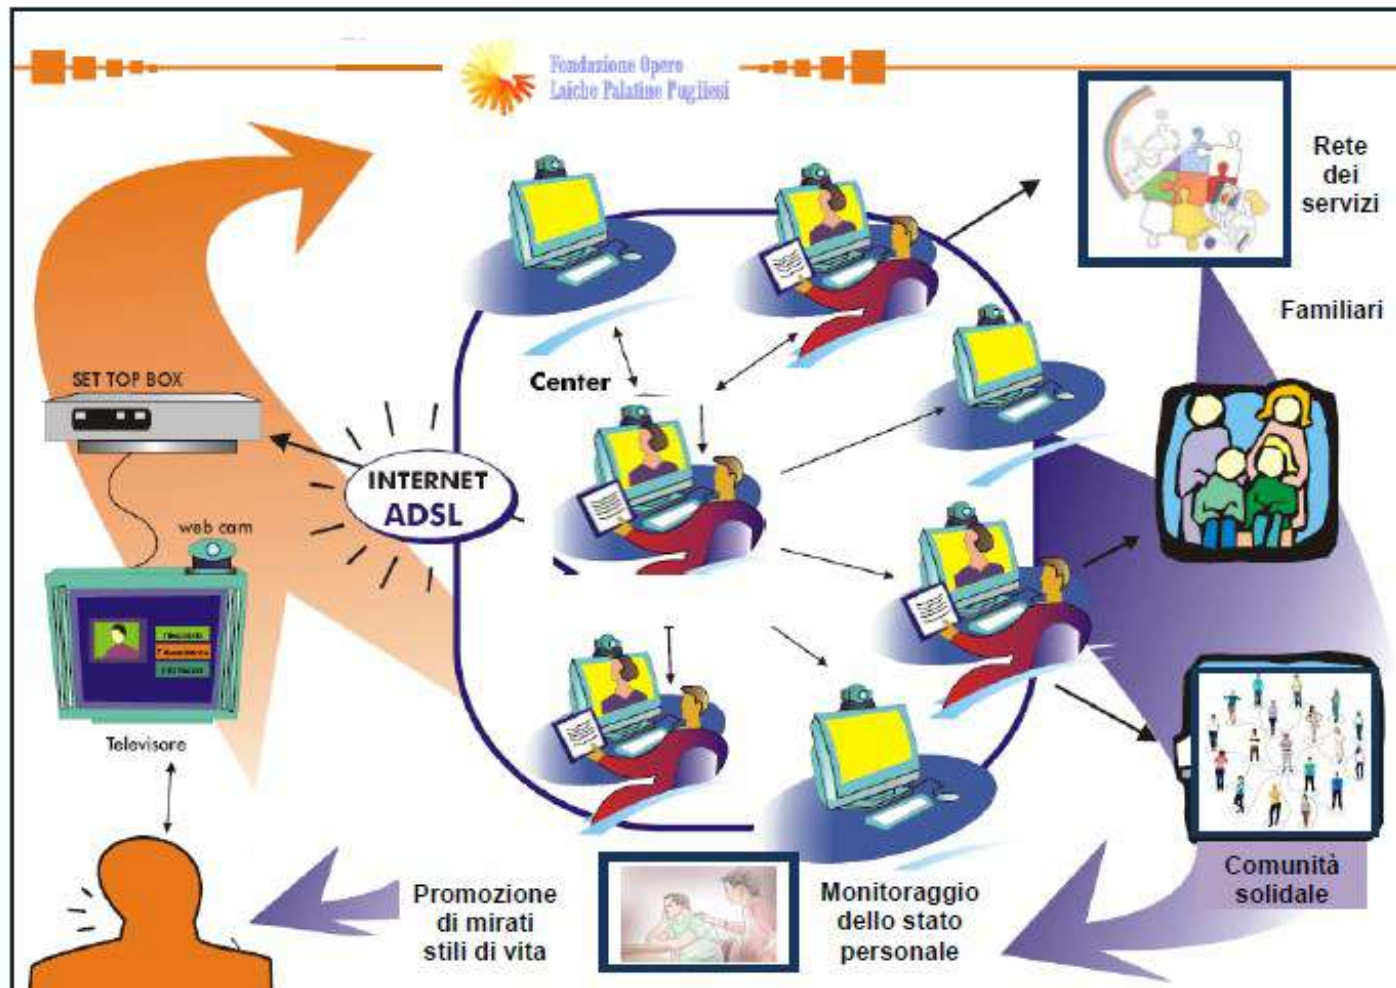 Fondazione Opere
Laiche Palatine Pugliesi
Rete
dei
servizi
Familiari
SET TOP BOX
Center
INTERNET
ADSL
web cam
Televisore
Promozione
di mirati
stili di vita
Monitoraggio
dello stato
personale
Comunità
solidale